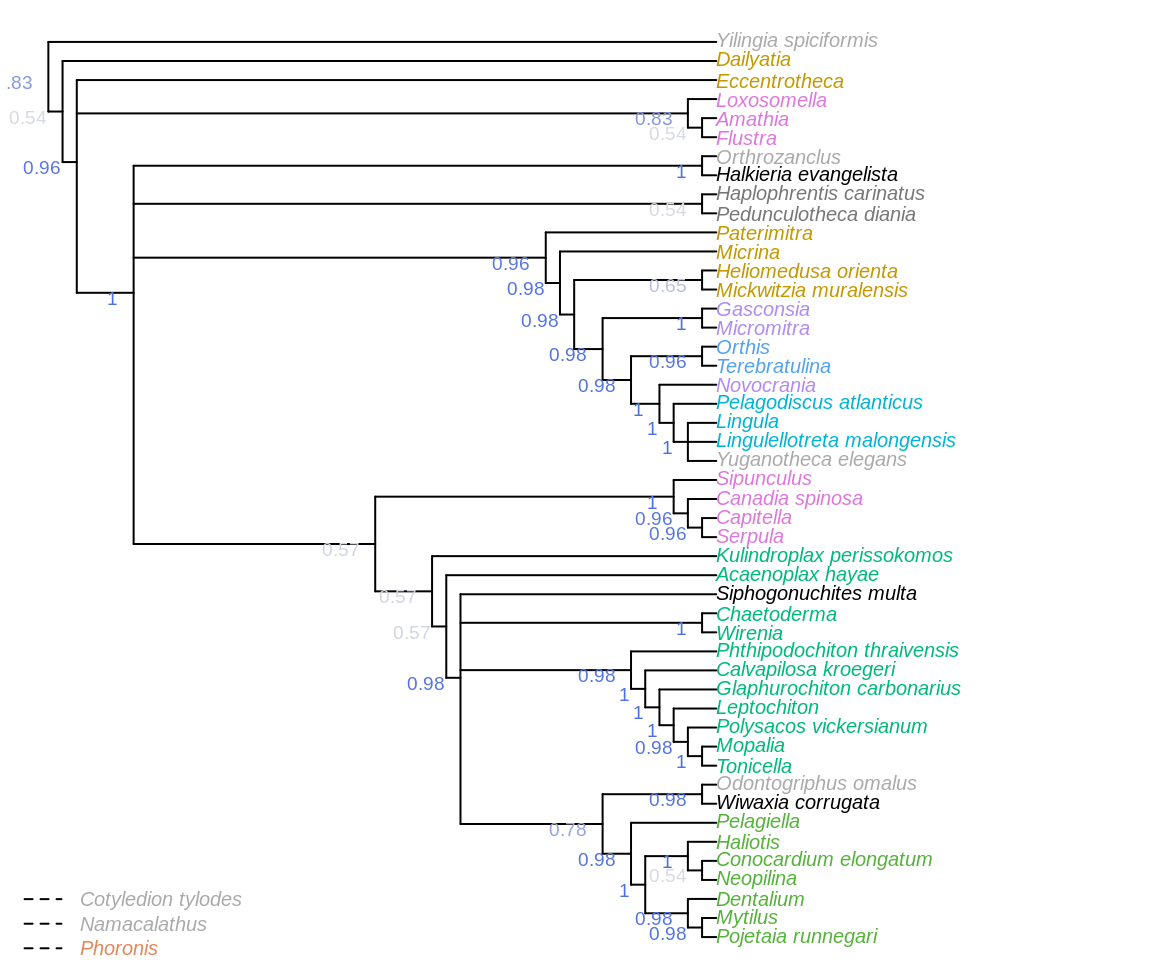 Yilingia spiciformis
Dailyatia
.83
Eccentrotheca
Loxosomella
0.54
0.83
Amathia
0.54
Flustra
Orthrozanclus
0.96
1
Halkieria evangelista
Haplophrentis carinatus
0.54
Pedunculotheca diania
Paterimitra
Micrina
0.96
Heliomedusa orienta
0.98
0.65
Mickwitzia muralensis
1
Gasconsia
0.98
1
Micromitra
Orthis
0.98
0.96
Terebratulina
0.98
Novocrania
1
Pelagodiscus atlanticus
1
Lingula
1
Lingulellotreta malongensis
Yuganotheca elegans
Sipunculus
1
Canadia spinosa
0.96
Capitella
0.96
Serpula
0.57
Kulindroplax perissokomos
Acaenoplax hayae
0.57
Siphogonuchites multa
Chaetoderma
0.57
1
Wirenia
Phthipodochiton thraivensis
0.98
0.98
Calvapilosa kroegeri
1
Glaphurochiton carbonarius
1
Leptochiton
1
Polysacos vickersianum
0.98
Mopalia
1
Tonicella
Odontogriphus omalus
0.98
Wiwaxia corrugata
0.78
Pelagiella
Haliotis
0.98
1
Conocardium elongatum
0.54
Neopilina
1
Dentalium
0.98
Mytilus
0.98
Pojetaia runnegari
Cotyledion tylodes
Namacalathus
Phoronis